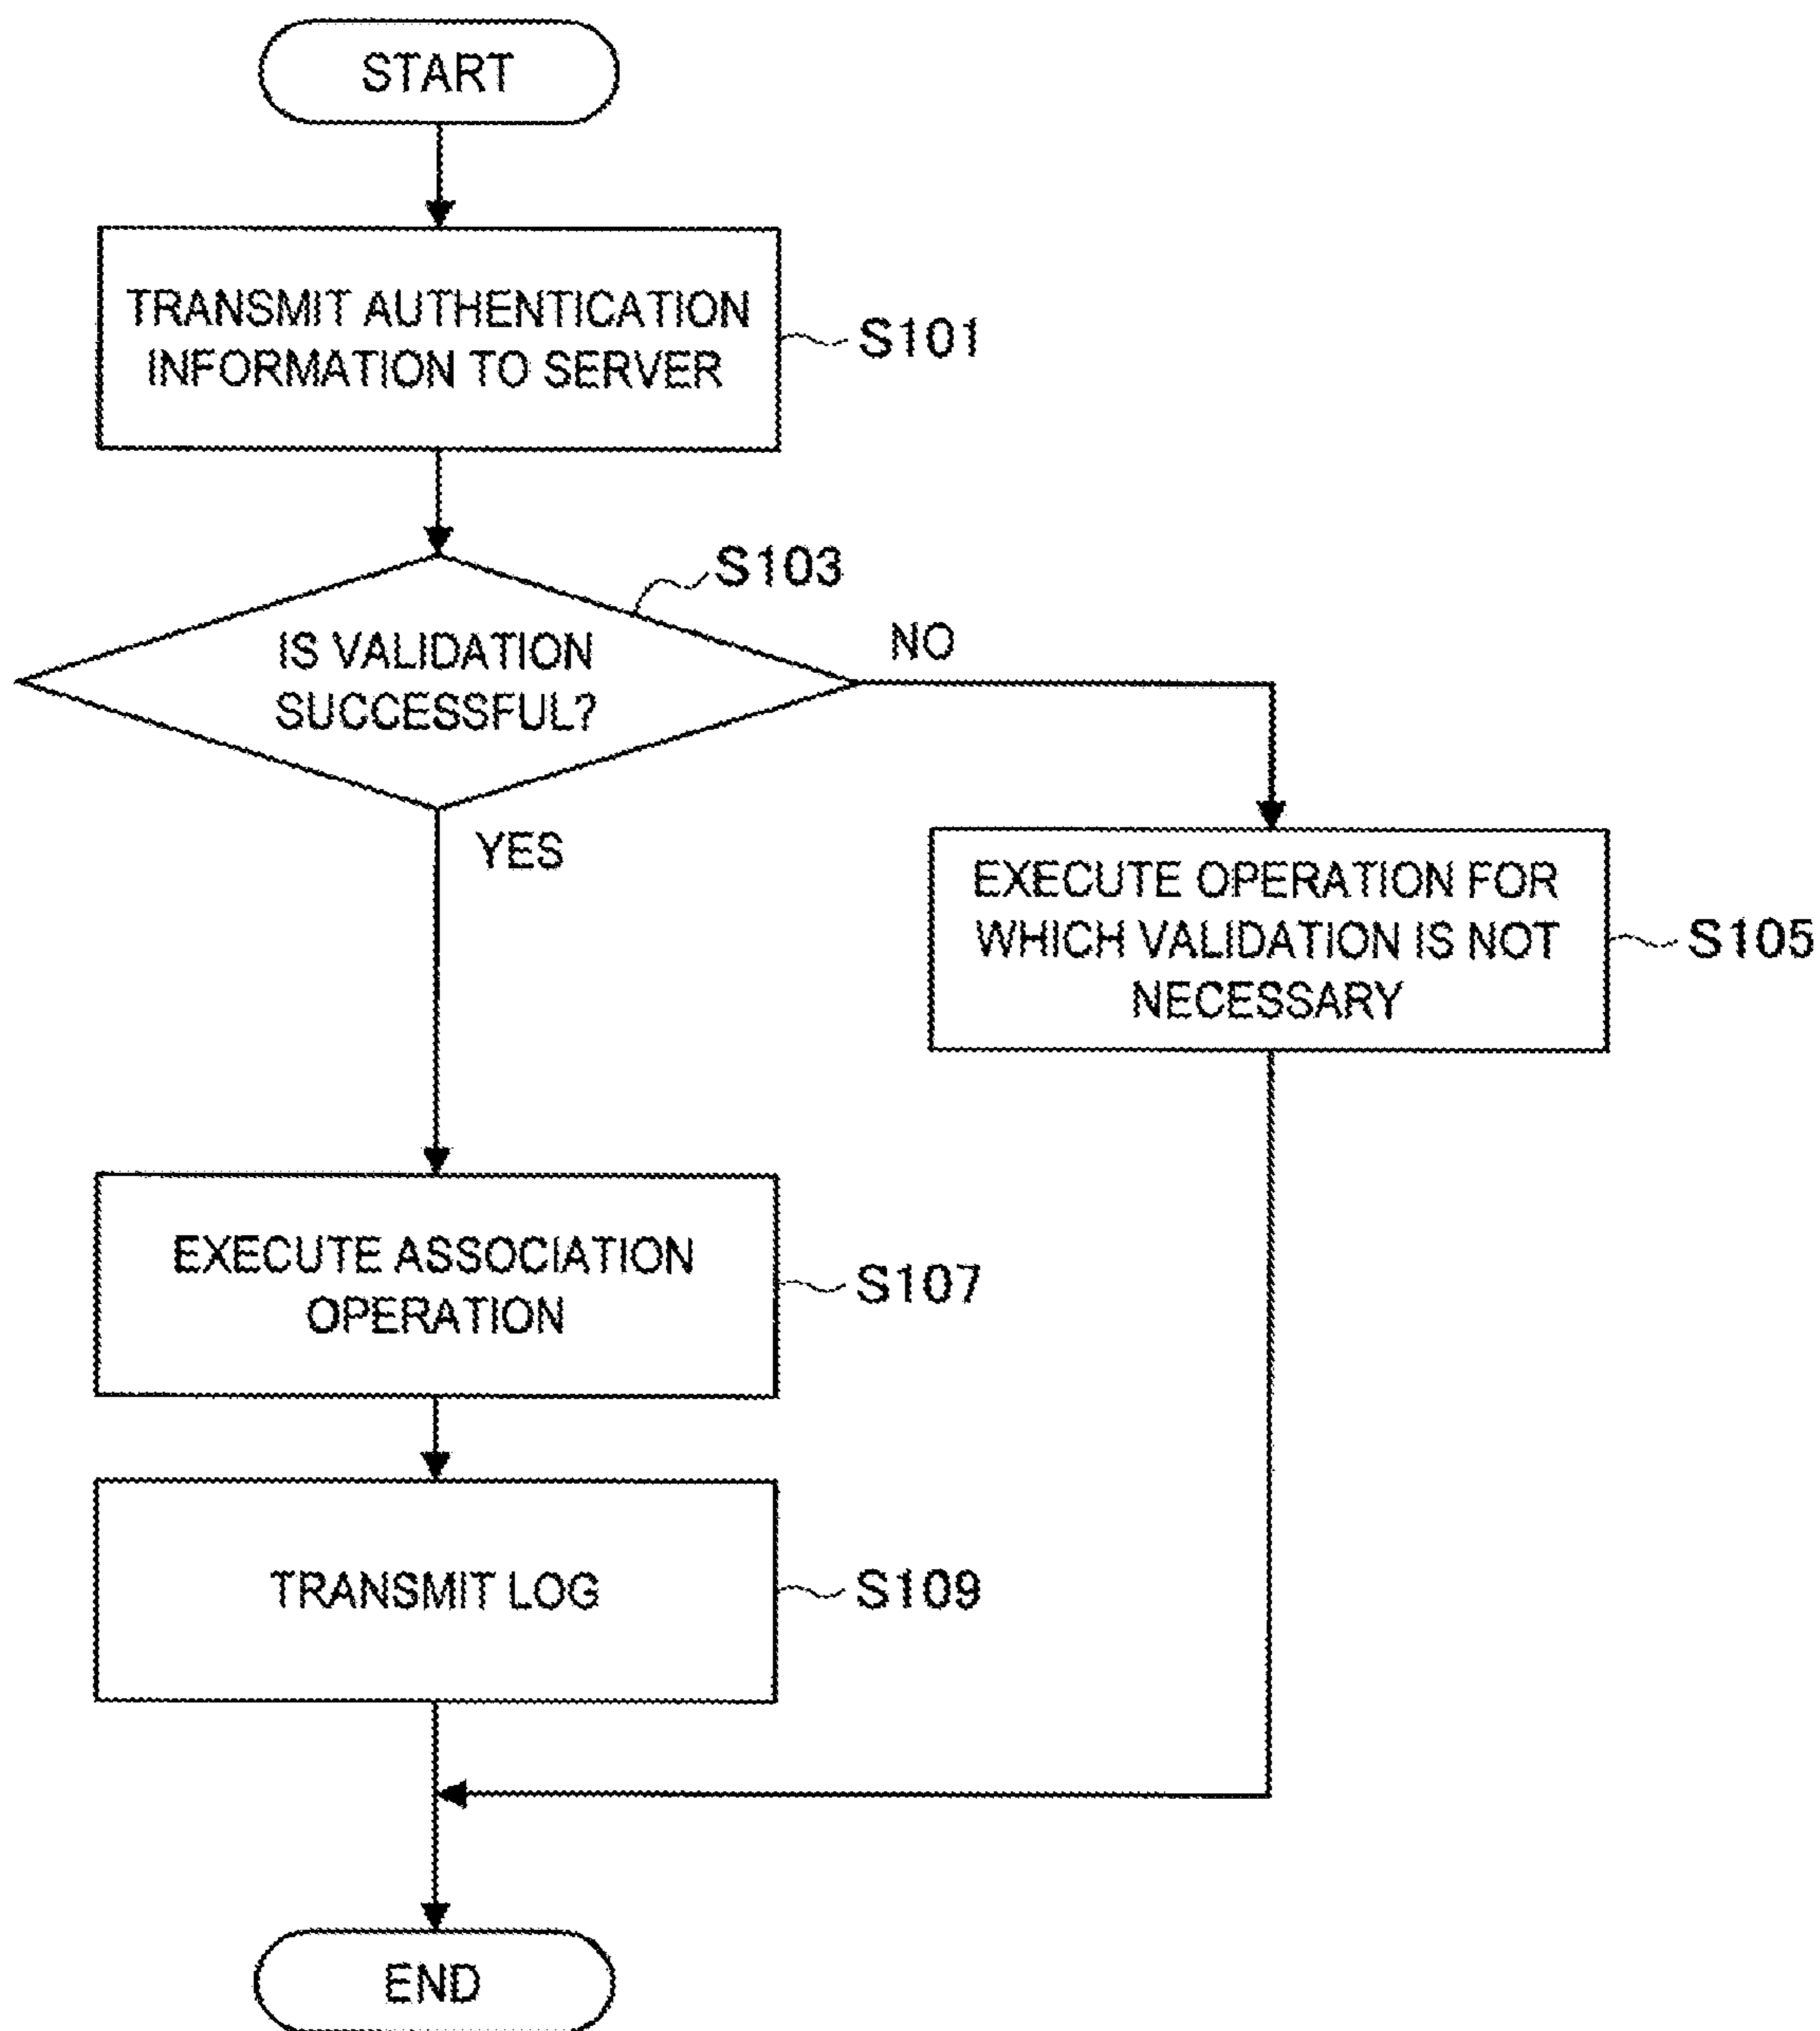 START
TRANSMIT AUTHENTICATION
INFORMATION TO SERVER
S101
S103
IS VALIDATION
SUCCESSFUL?
NO
YES
EXECUTE OPERATION FOR
WHICH VALIDATION IS NOT
NECESSARY
S105
EXECUTE ASSOCIATION
OPERATION
S107
TRANSMIT LOG
S109
END